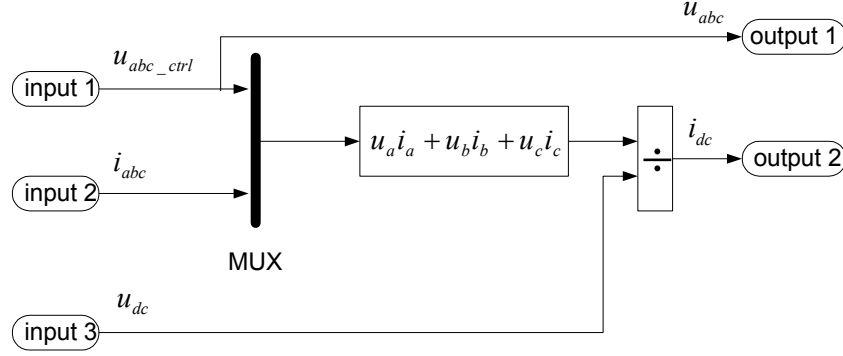 u_abc
output 1
u_abc_ctrl
input 1
u_a i_a + u_b i_b + u_c i_c
÷
i_dc
output 2
i_abc
input 2
MUX
u_dc
input 3